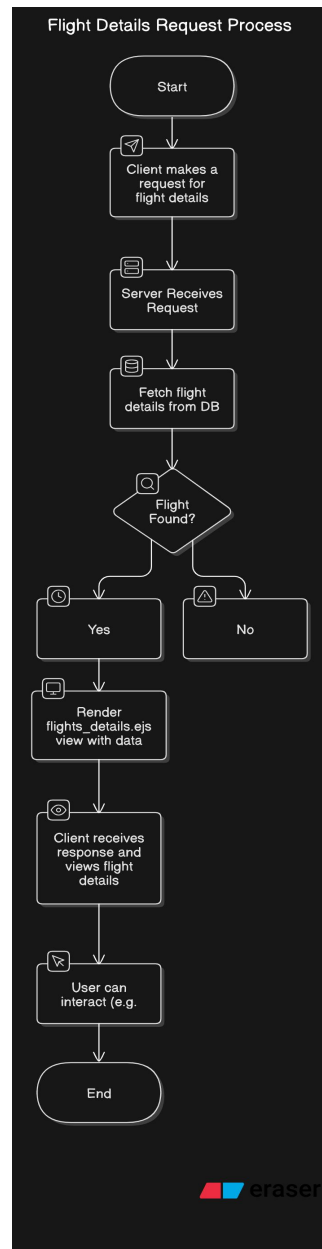 Flight Details Request Process
Start
Client makes a
request for
flight details
Server Receives
Request
Fetch flight
details from DB
Flight
Found?
Yes
No
Render
flights_details.ejs
view with data
Client receives
response and
views flight
details
User can
interact (e.g.
End
eraser